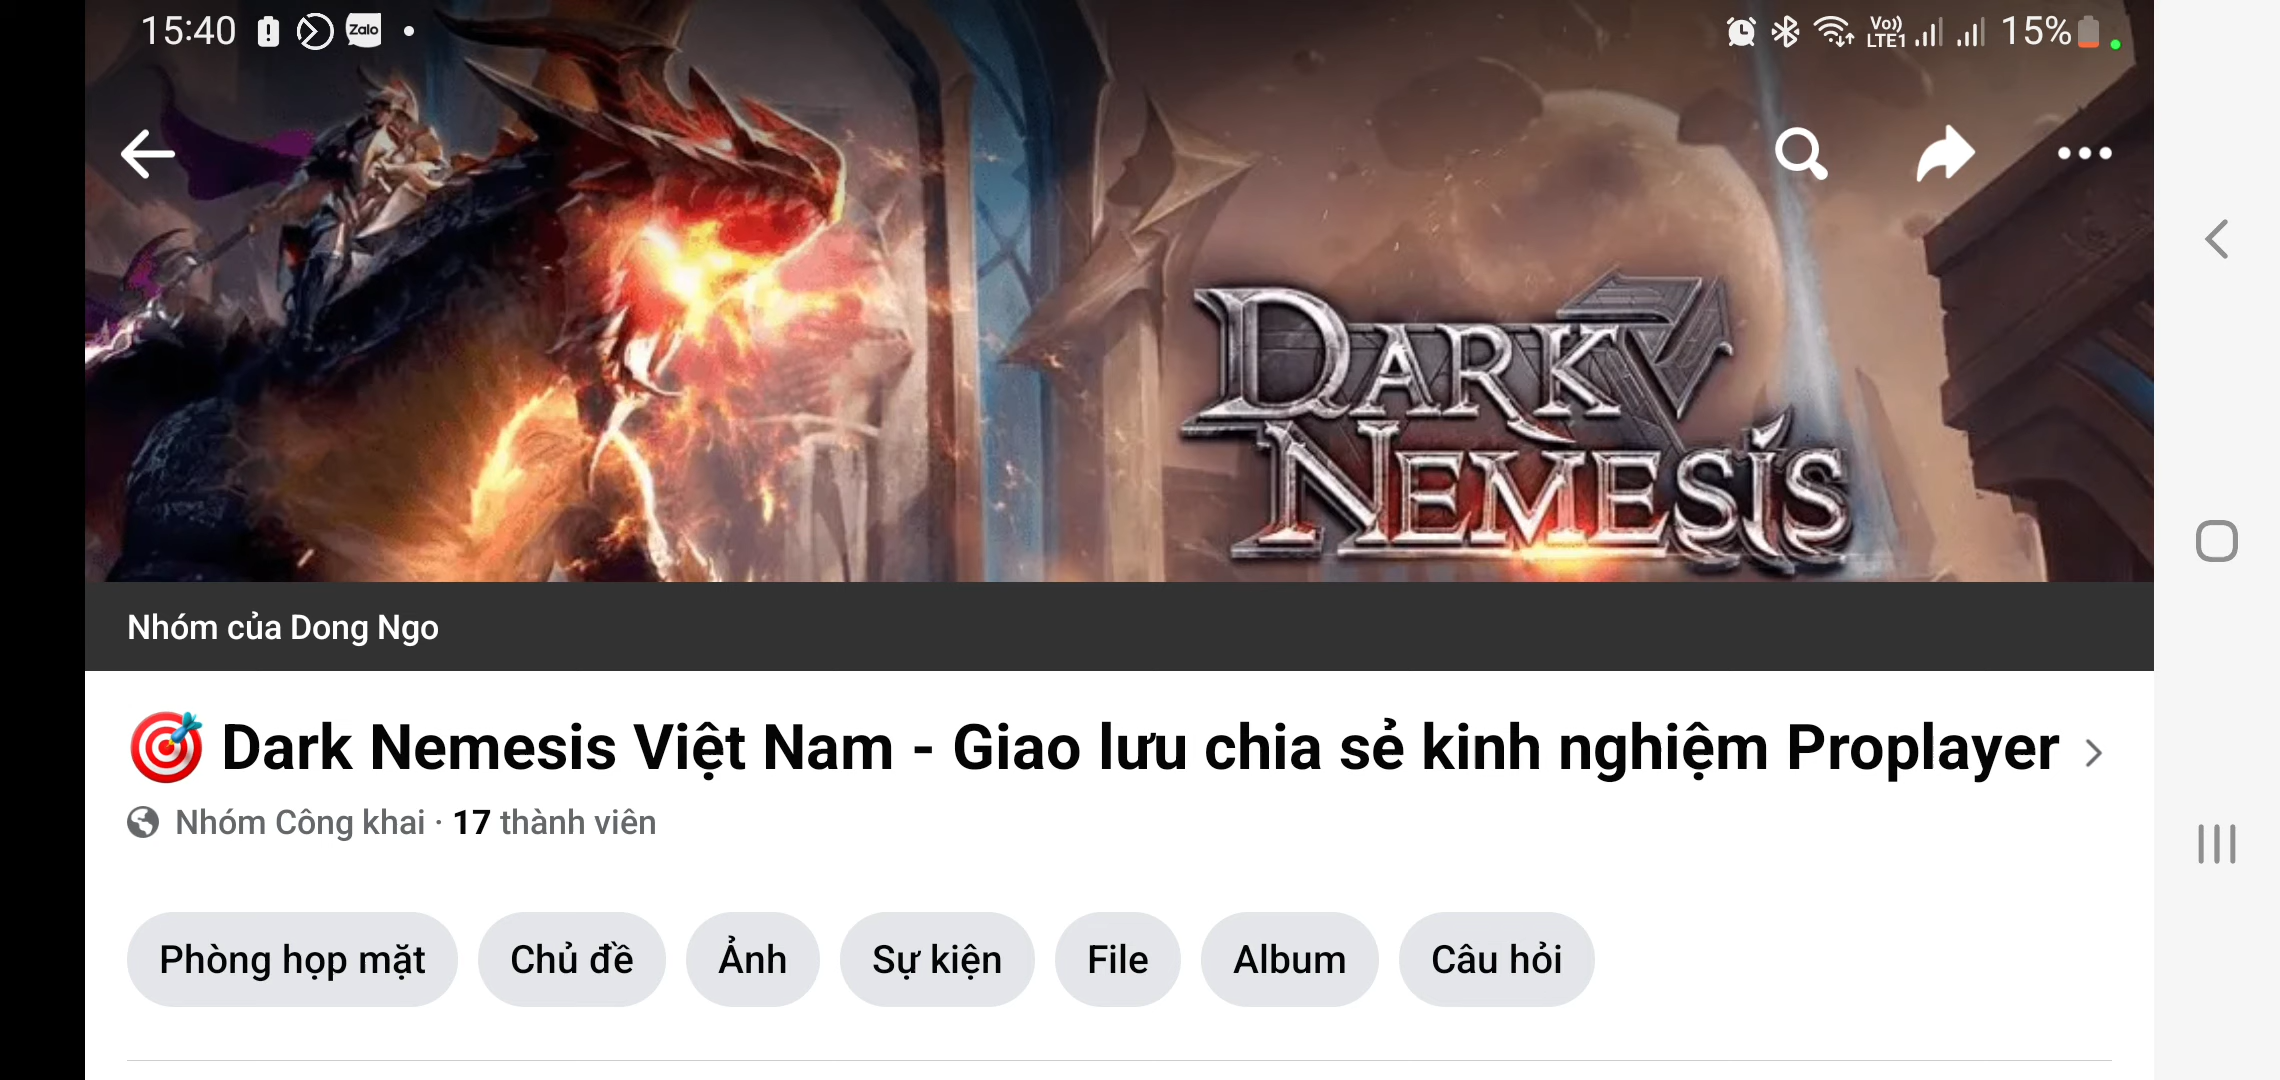 15:40
Zalo
Vo))
LTE1
15%
DARK
NEMESIS
Nhóm của Dong Ngo
🎯 Dark Nemesis Việt Nam - Giao lưu chia sẻ kinh nghiệm Proplayer
Nhóm Công khai · 17 thành viên
Phòng họp mặt Chủ đề Ảnh Sự kiện File Album Câu hỏi